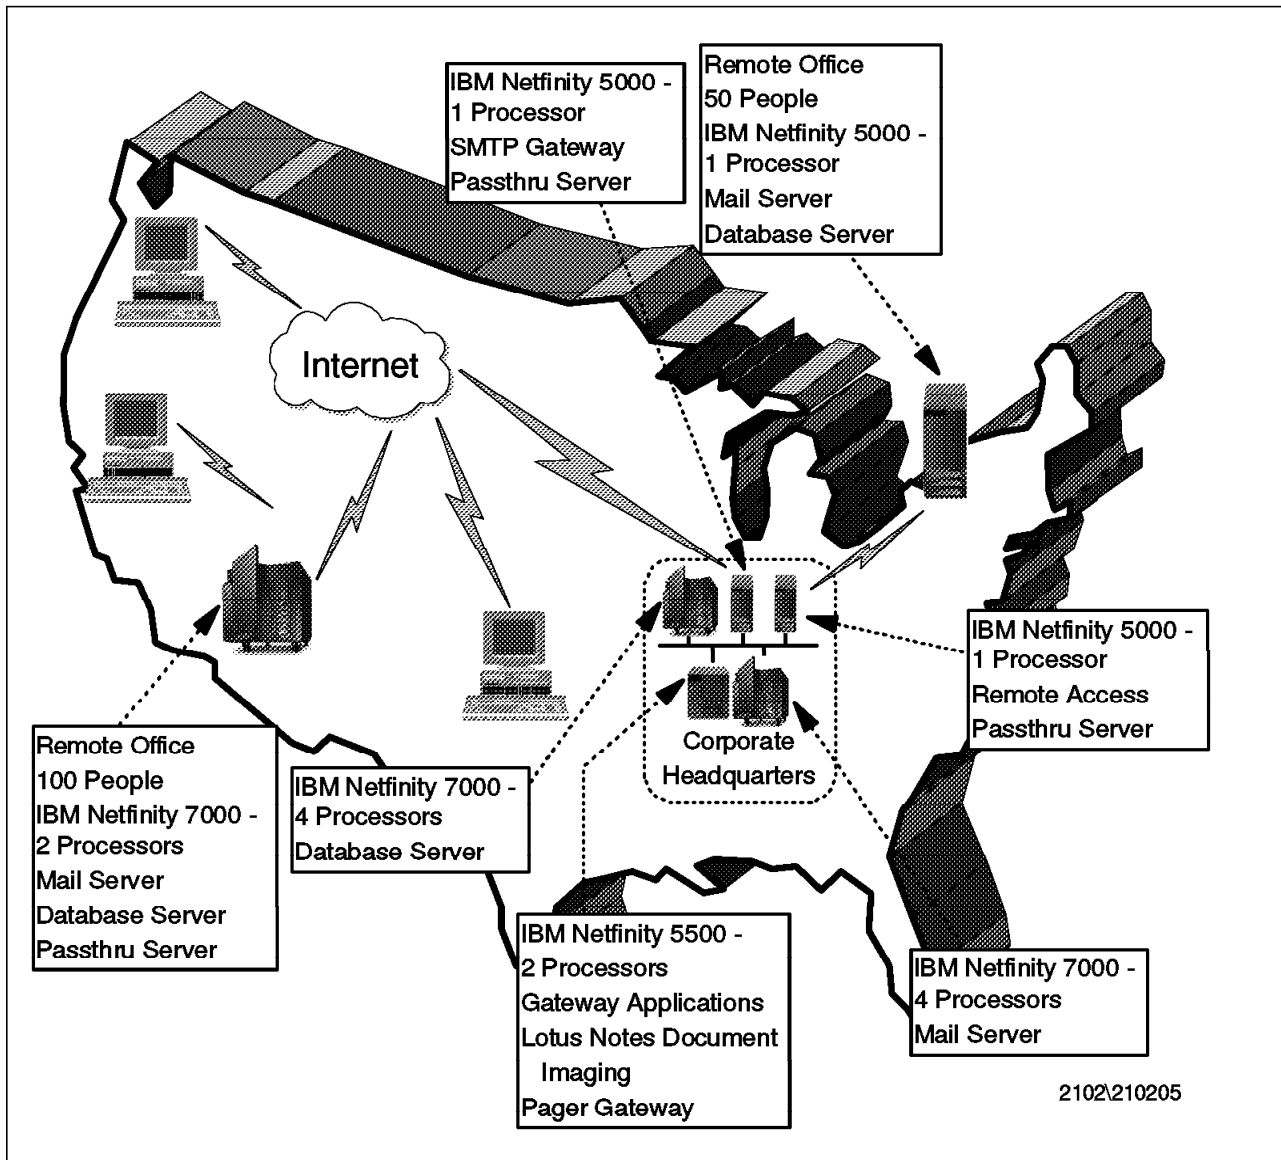 IBM Netfinity 5000 -
1 Processor
SMTP Gateway
Passthru Server
Remote Office
50 People
IBM Netfinity 5000 -
1 Processor
Mail Server
Database Server
Internet
IBM Netfinity 5000 -
1 Processor
Remote Access
Passthru Server
Corporate
Headquarters
Remote Office
100 People
IBM Netfinity 7000 -
2 Processors
Mail Server
Database Server
Passthru Server
IBM Netfinity 7000 -
4 Processors
Database Server
IBM Netfinity 5500 -
2 Processors
Gateway Applications
Lotus Notes Document
Imaging
Pager Gateway
IBM Netfinity 7000 -
4 Processors
Mail Server
2102\210205